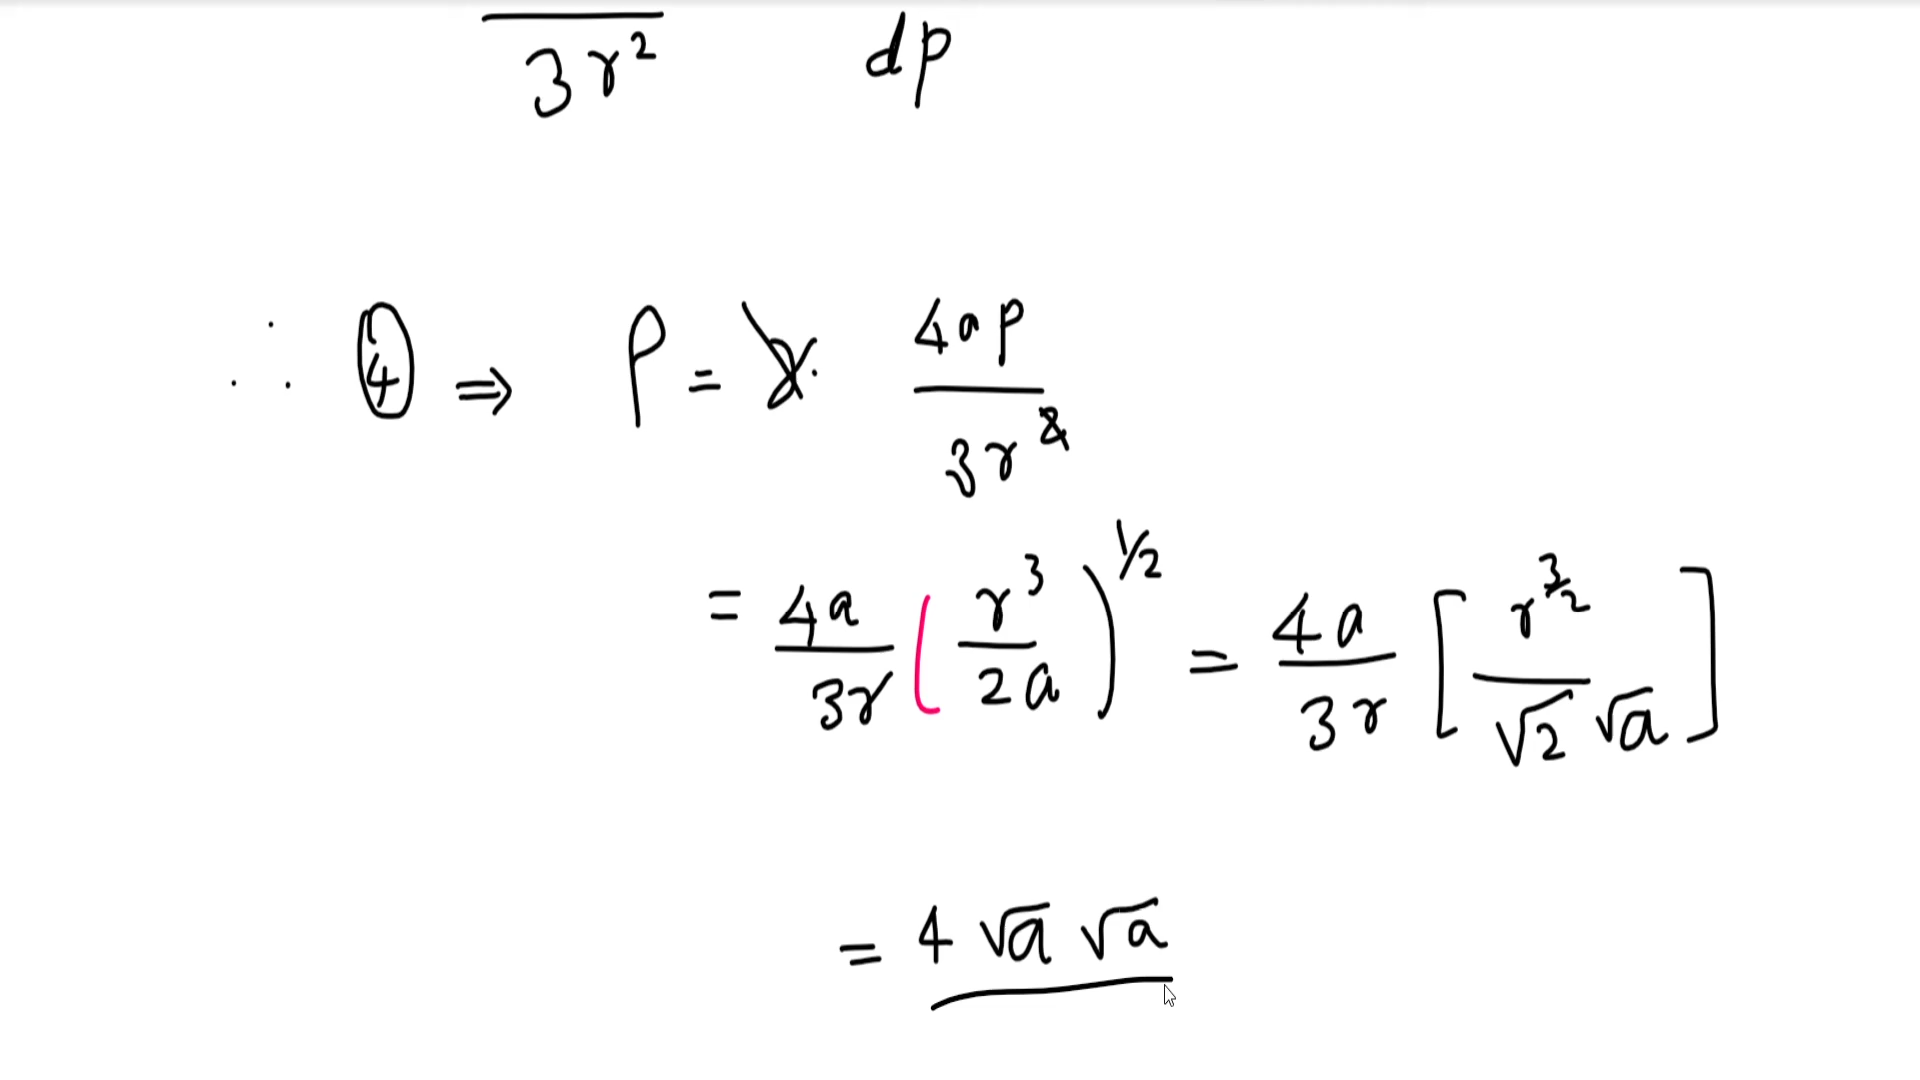 3r² dp
∴ ④ ⇒ ρ = r · 4ap / 3r²
= 4a / 3r ( r³ / 2a )^1/2 = 4a / 3r [ r^3/2 / √2 √a ]
= 4 √a √a